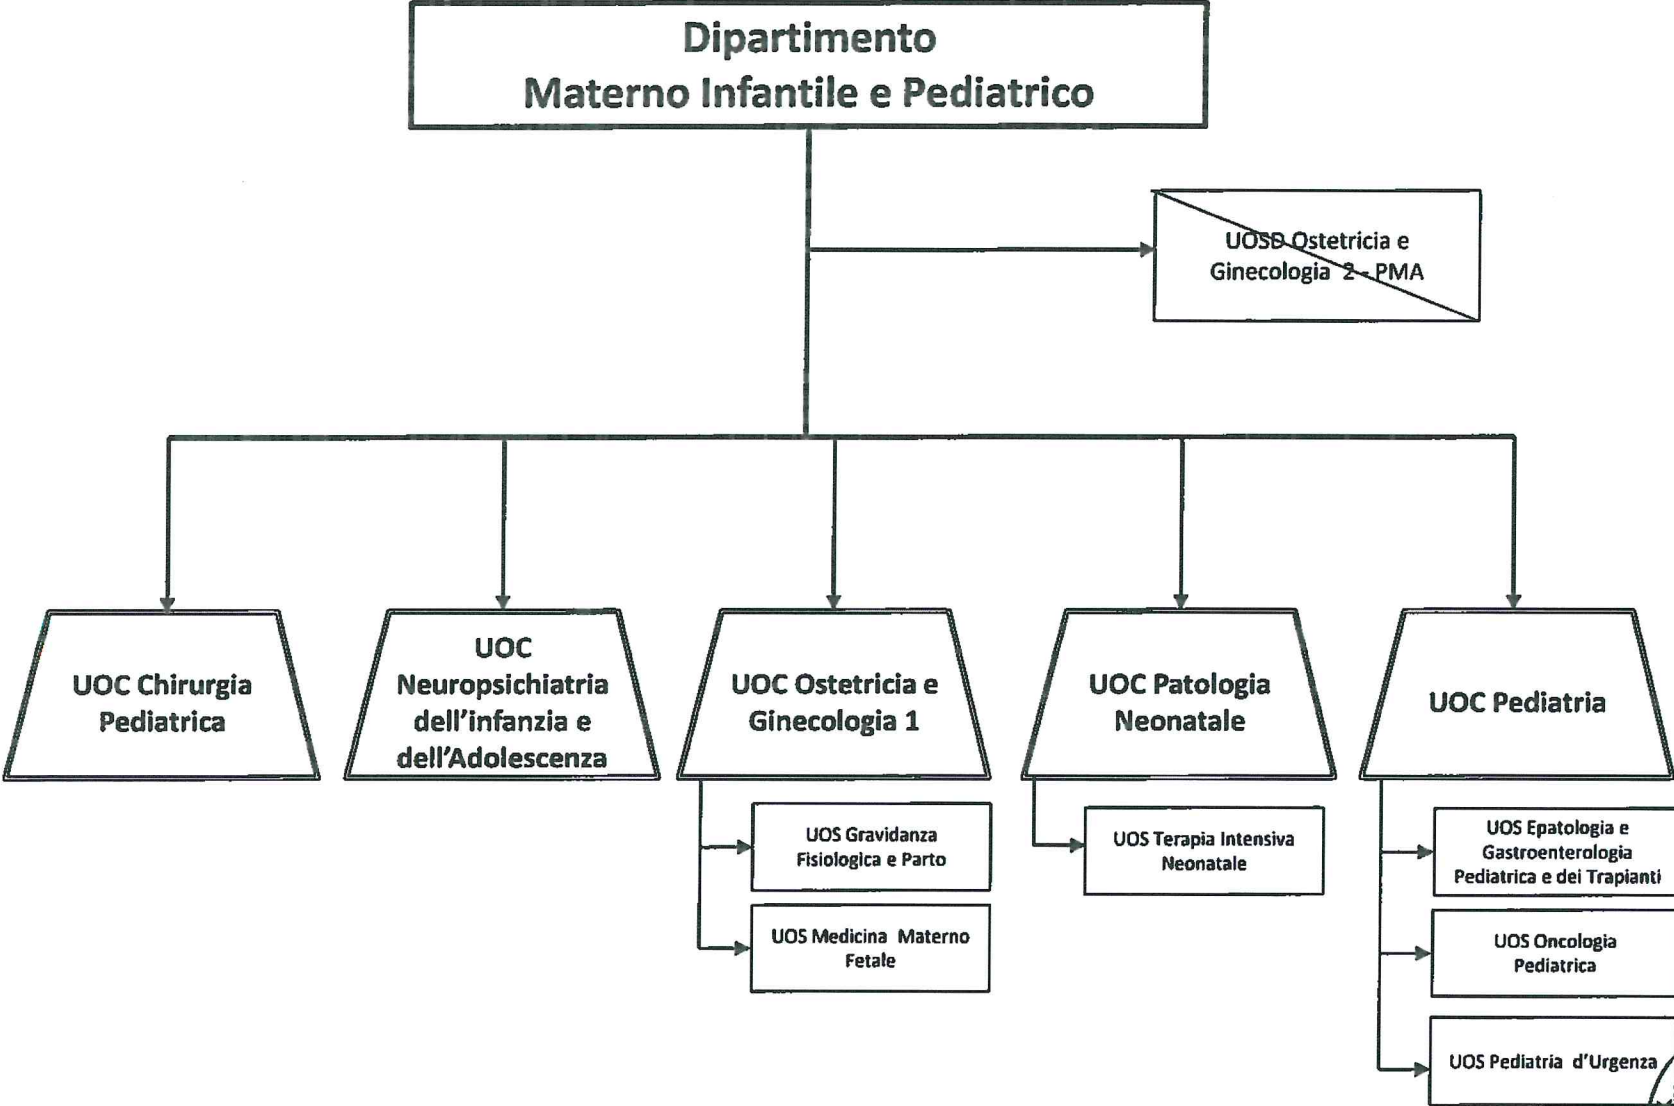 Dipartimento
Materno Infantile e Pediatrico
UOSD Ostetricia e
Ginecologia 2 - PMA
UOC Chirurgia
Pediatrica
UOC
Neuropsichiatria
dell'infanzia e
dell'Adolescenza
UOC Ostetricia e
Ginecologia 1
UOC Patologia
Neonatale
UOC Pediatria
UOS Gravidanza
Fisiologica e Parto
UOS Medicina Materno
Fetale
UOS Terapia Intensiva
Neonatale
UOS Epatologia e
Gastroenterologia
Pediatrica e dei Trapianti
UOS Oncologia
Pediatrica
UOS Pediatria d'Urgenza